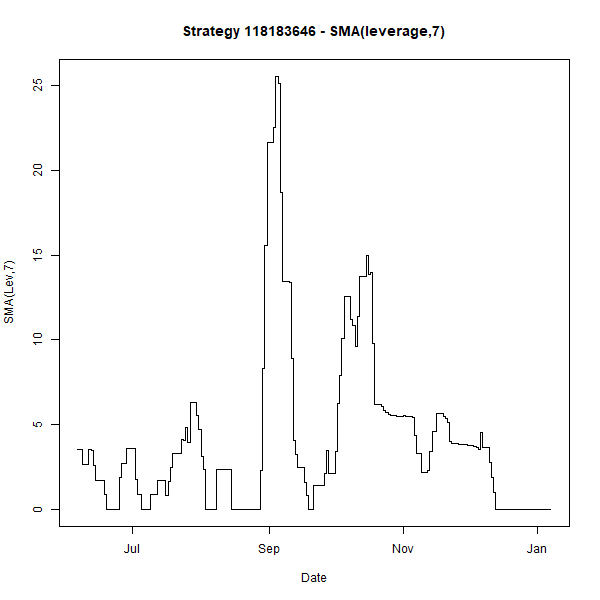 Strategy 118183646 - SMA(leverage,7)
SMA(Lev,7)
25
20
15
10
5
0
Jul
Sep
Nov
Jan
Date